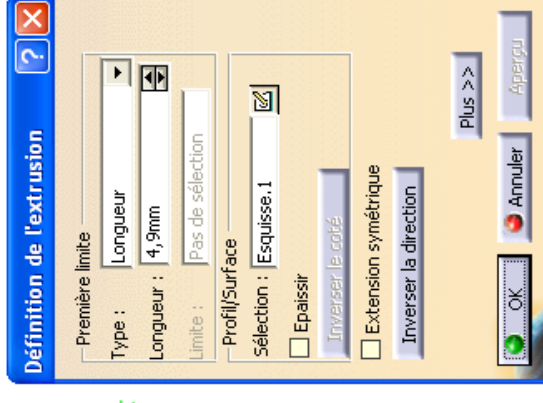 Définition de l'extrusion
Première limite
Type : Longueur
Longueur : 4,9mm
Limite : Pas de sélection
Profil/Surface
Sélection : Esquisse.1
Epaissir
Inverser le coté
Extension symétrique
Inverser la direction
Plus >>
OK Annuler Aperçu